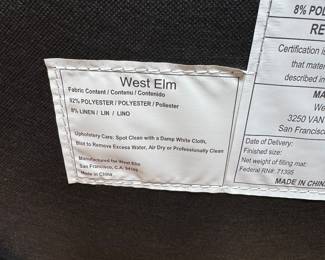 West Elm
Fabric Content / Contenu / Contenido
92% POLYESTER / POLYESTER / Poliester
8% LINEN / LIN / LINO
Upholstery Care: Spot Clean with a Damp White Cloth,
Blot to Remove Excess Water, Air Dry or Professionally Clean
Manufactured for West Elm
San Francisco, C.A. 94109
Made in China
8% POL
RE
Certification is
that mater
described in
MA
We
3250 VAN
San Francisc
Date of Delivery:
Finished size:
Net weight of filling mat:
Federal RN#: 71395
MADE IN CHIN